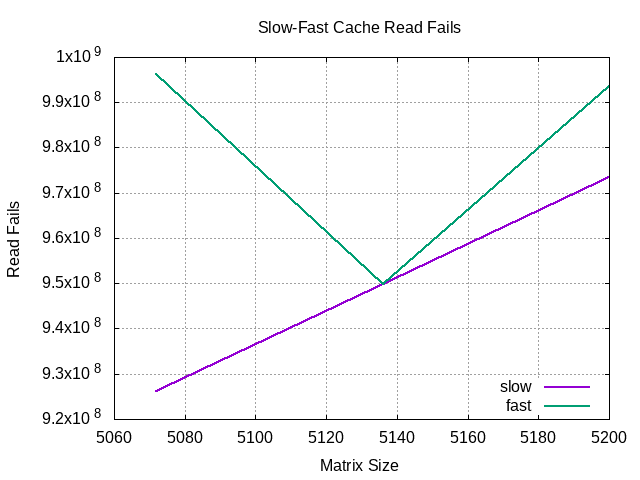 Slow-Fast Cache Read Fails
1x10^9
9.9x10^8
9.8x10^8
9.7x10^8
9.6x10^8
9.5x10^8
9.4x10^8
9.3x10^8
9.2x10^8
Read Fails
slow
fast
5060 5080 5100 5120 5140 5160 5180 5200
Matrix Size